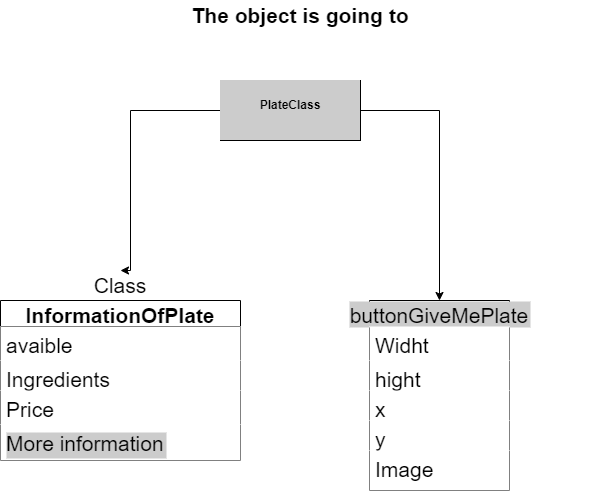 The object is going to
PlateClass
Class
InformationOfPlate
avaible
Ingredients
Price
More information
buttonGiveMePlate
Widht
hight
x
y
Image